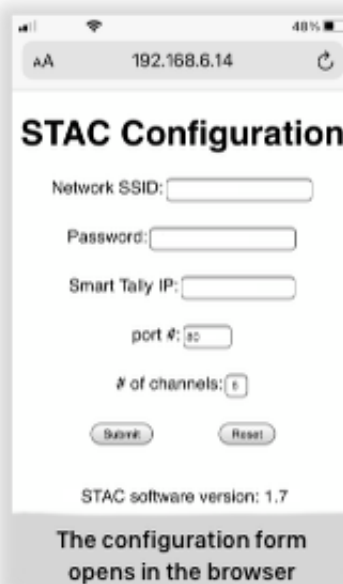 48%
AA 192.168.6.14
STAC Configuration
Network SSID:
Password:
Smart Tally IP:
port #: 80
# of channels: 6
Submit Reset
STAC software version: 1.7
The configuration form
opens in the browser